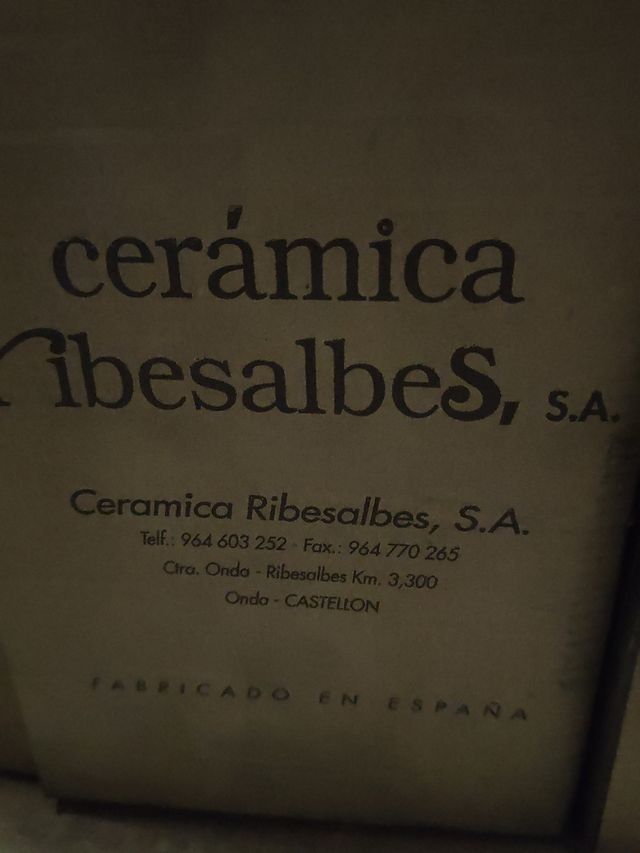 cerámica
ribesalbes, S.A.
Ceramica Ribesalbes, S.A.
Telf.: 964 603 252 - Fax.: 964 770 265
Ctra. Onda - Ribesalbes Km. 3,300
Onda - CASTELLON
FABRICADO EN ESPAÑA